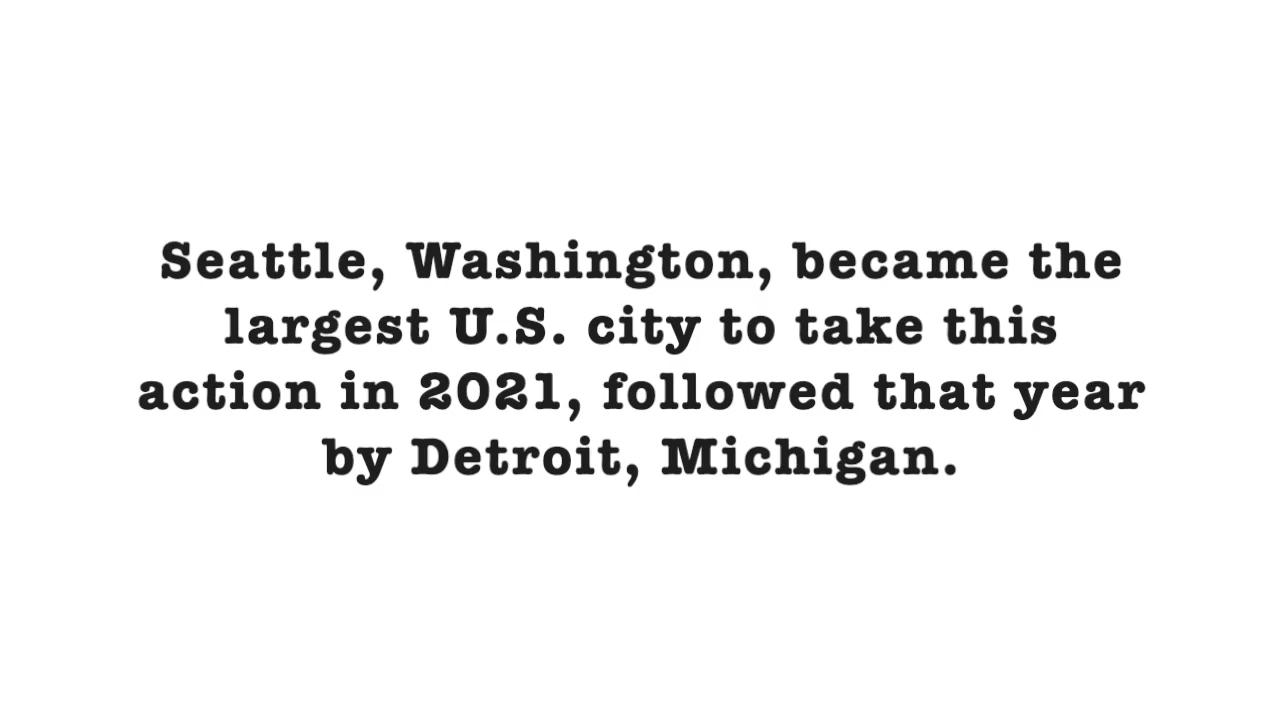 Seattle, Washington, became the
largest U.S. city to take this
action in 2021, followed that year
by Detroit, Michigan.